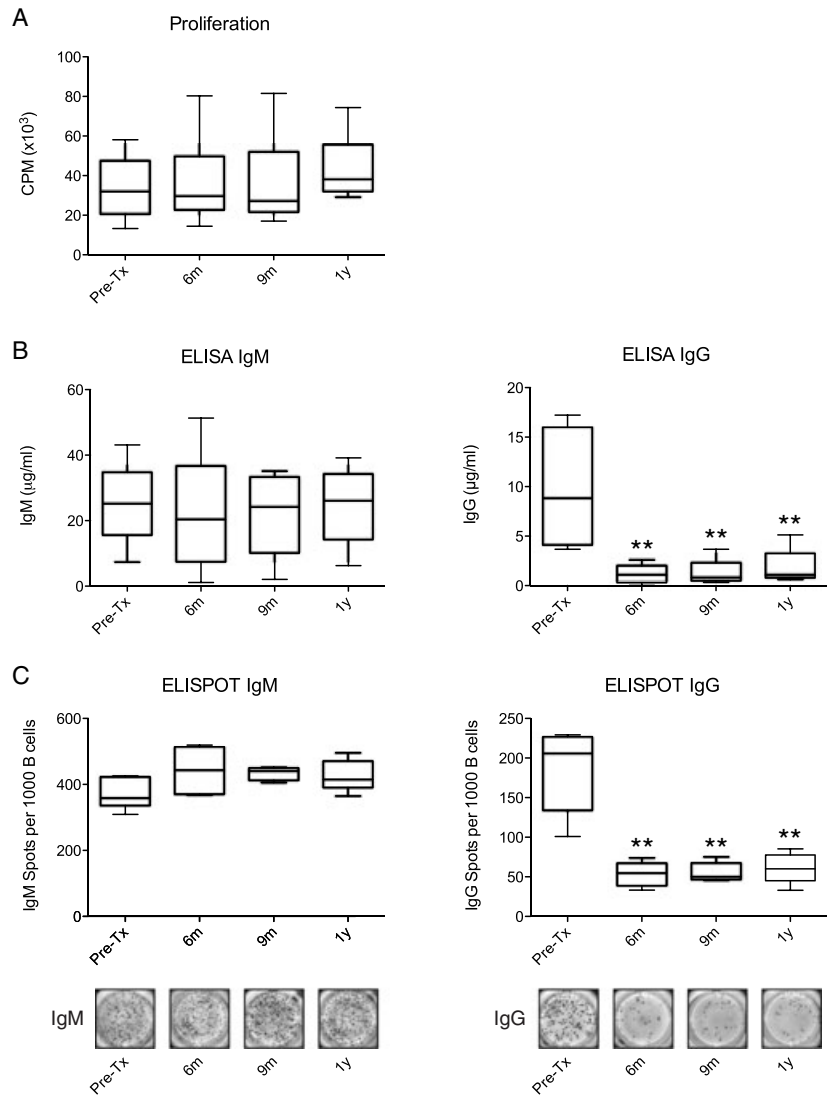 A
Proliferation
CPM (x10³)
100
80
60
40
20
0
Pre-Tx
6m
9m
1y
B
ELISA IgM
IgM (µg/ml)
60
40
20
0
Pre-Tx
6m
9m
1y
ELISA IgG
IgG (µg/ml)
20
15
10
5
0
**
**
**
Pre-Tx
6m
9m
1y
C
ELISPOT IgM
IgM Spots per 1000 B cells
600
400
200
0
Pre-Tx
6m
9m
1y
ELISPOT IgG
IgG Spots per 1000 B cells
250
200
150
100
50
0
**
**
**
Pre-Tx
6m
9m
1y
IgM
Pre-Tx
6m
9m
1y
IgG
Pre-Tx
6m
9m
1y